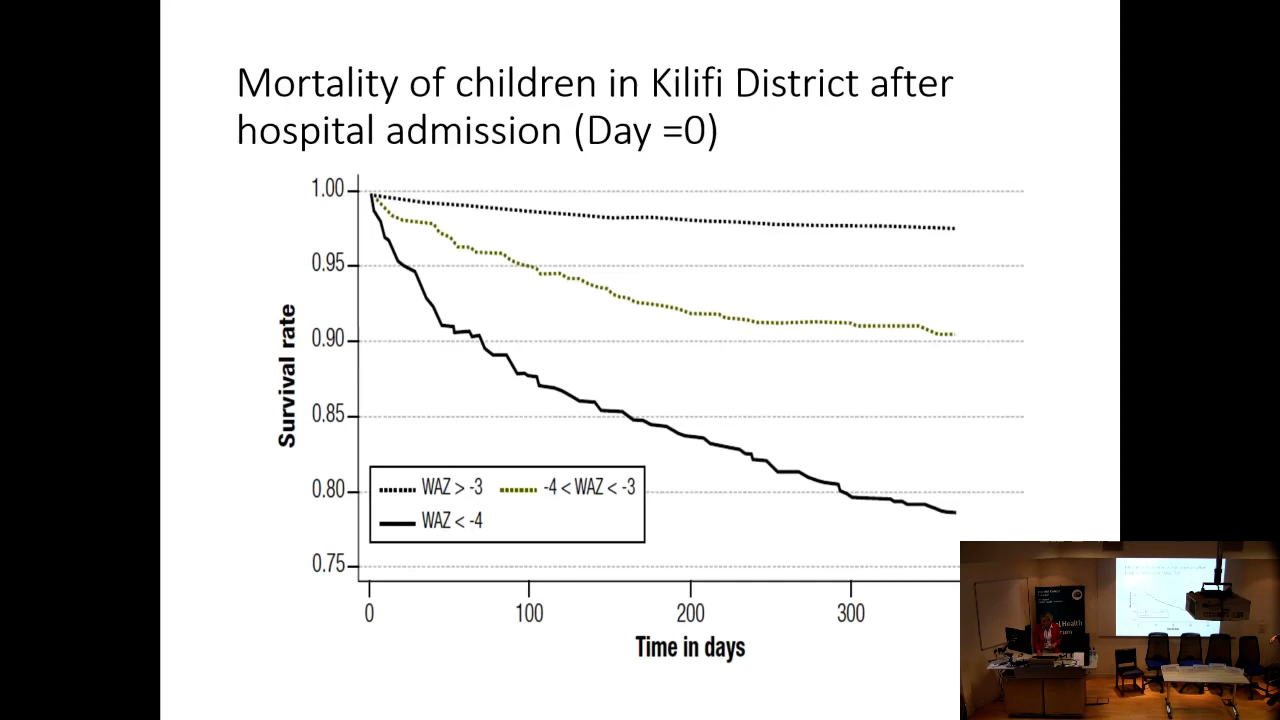 Mortality of children in Kilifi District after
hospital admission (Day =0)
Survival rate
1.00
0.95
0.90
0.85
0.80
0.75
WAZ > -3
-4 < WAZ < -3
WAZ < -4
0
100
200
300
Time in days